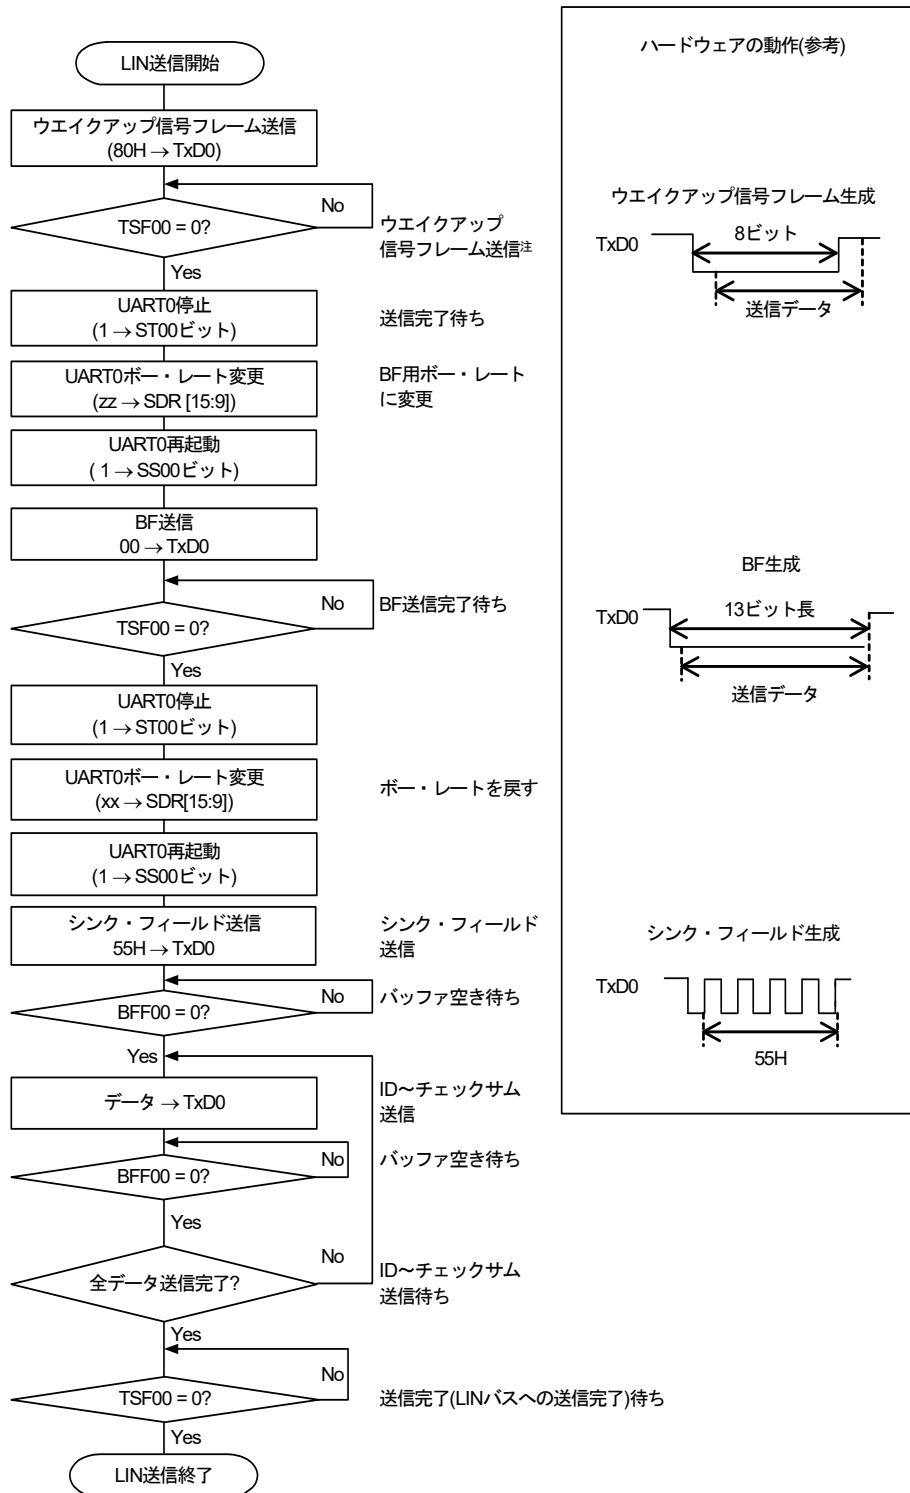 LIN送信開始
ウエイクアップ信号フレーム送信
(80H → TxD0)
No
TSF00 = 0?
Yes
ウエイクアップ
信号フレーム送信注
UART0停止
(1 → ST00ビット)
送信完了待ち
UART0ボー・レート変更
(zz → SDR [15:9])
BF用ボー・レート
に変更
UART0再起動
( 1 → SS00ビット)
BF送信
00 → TxD0
No
BF送信完了待ち
TSF00 = 0?
Yes
UART0停止
(1 → ST00ビット)
UART0ボー・レート変更
(xx → SDR[15:9])
ボー・レートを戻す
UART0再起動
(1 → SS00ビット)
シンク・フィールド送信
55H → TxD0
シンク・フィールド
送信
No
バッファ空き待ち
BFF00 = 0?
Yes
データ → TxD0
ID~チェックサム
送信
No
バッファ空き待ち
BFF00 = 0?
Yes
No
全データ送信完了?
ID~チェックサム
送信待ち
Yes
No
TSF00 = 0?
送信完了(LINバスへの送信完了)待ち
Yes
LIN送信終了
ハードウェアの動作(参考)
ウエイクアップ信号フレーム生成
TxD0
8ビット
送信データ
BF生成
TxD0
13ビット長
送信データ
シンク・フィールド生成
TxD0
55H